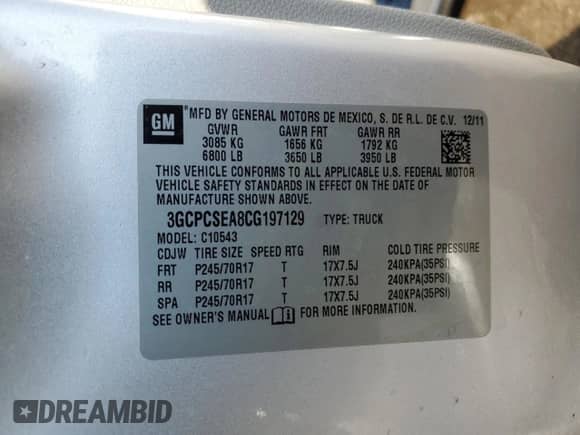 GM
MFD BY GENERAL MOTORS DE MEXICO, S. DE R.L. DE C.V. 12/11
GVWR GAWR FRT GAWR RR
3085 KG 1656 KG 1792 KG
6800 LB 3650 LB 3950 LB
THIS VEHICLE CONFORMS TO ALL APPLICABLE U.S. FEDERAL MOTOR
VEHICLE SAFETY STANDARDS IN EFFECT ON THE DATE OF
MANUFACTURE SHOWN ABOVE.
3GCPCSEA8CG197129 TYPE: TRUCK
MODEL: C10543
CDJW TIRE SIZE SPEED RTG RIM COLD TIRE PRESSURE
FRT P245/70R17 T 17X7.5J 240KPA(35PSI)
RR P245/70R17 T 17X7.5J 240KPA(35PSI)
SPA P245/70R17 T 17X7.5J 240KPA(35PSI)
SEE OWNER'S MANUAL FOR MORE INFORMATION.
DREAMBID